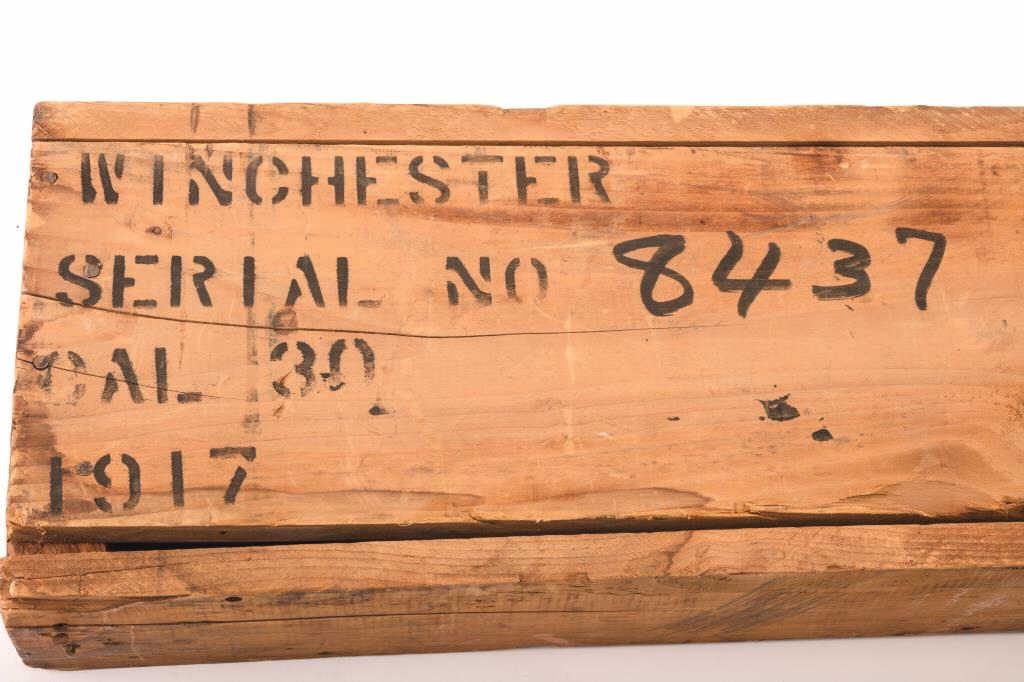 WINCHESTER
SERIAL NO 8437
CAL 30
1917